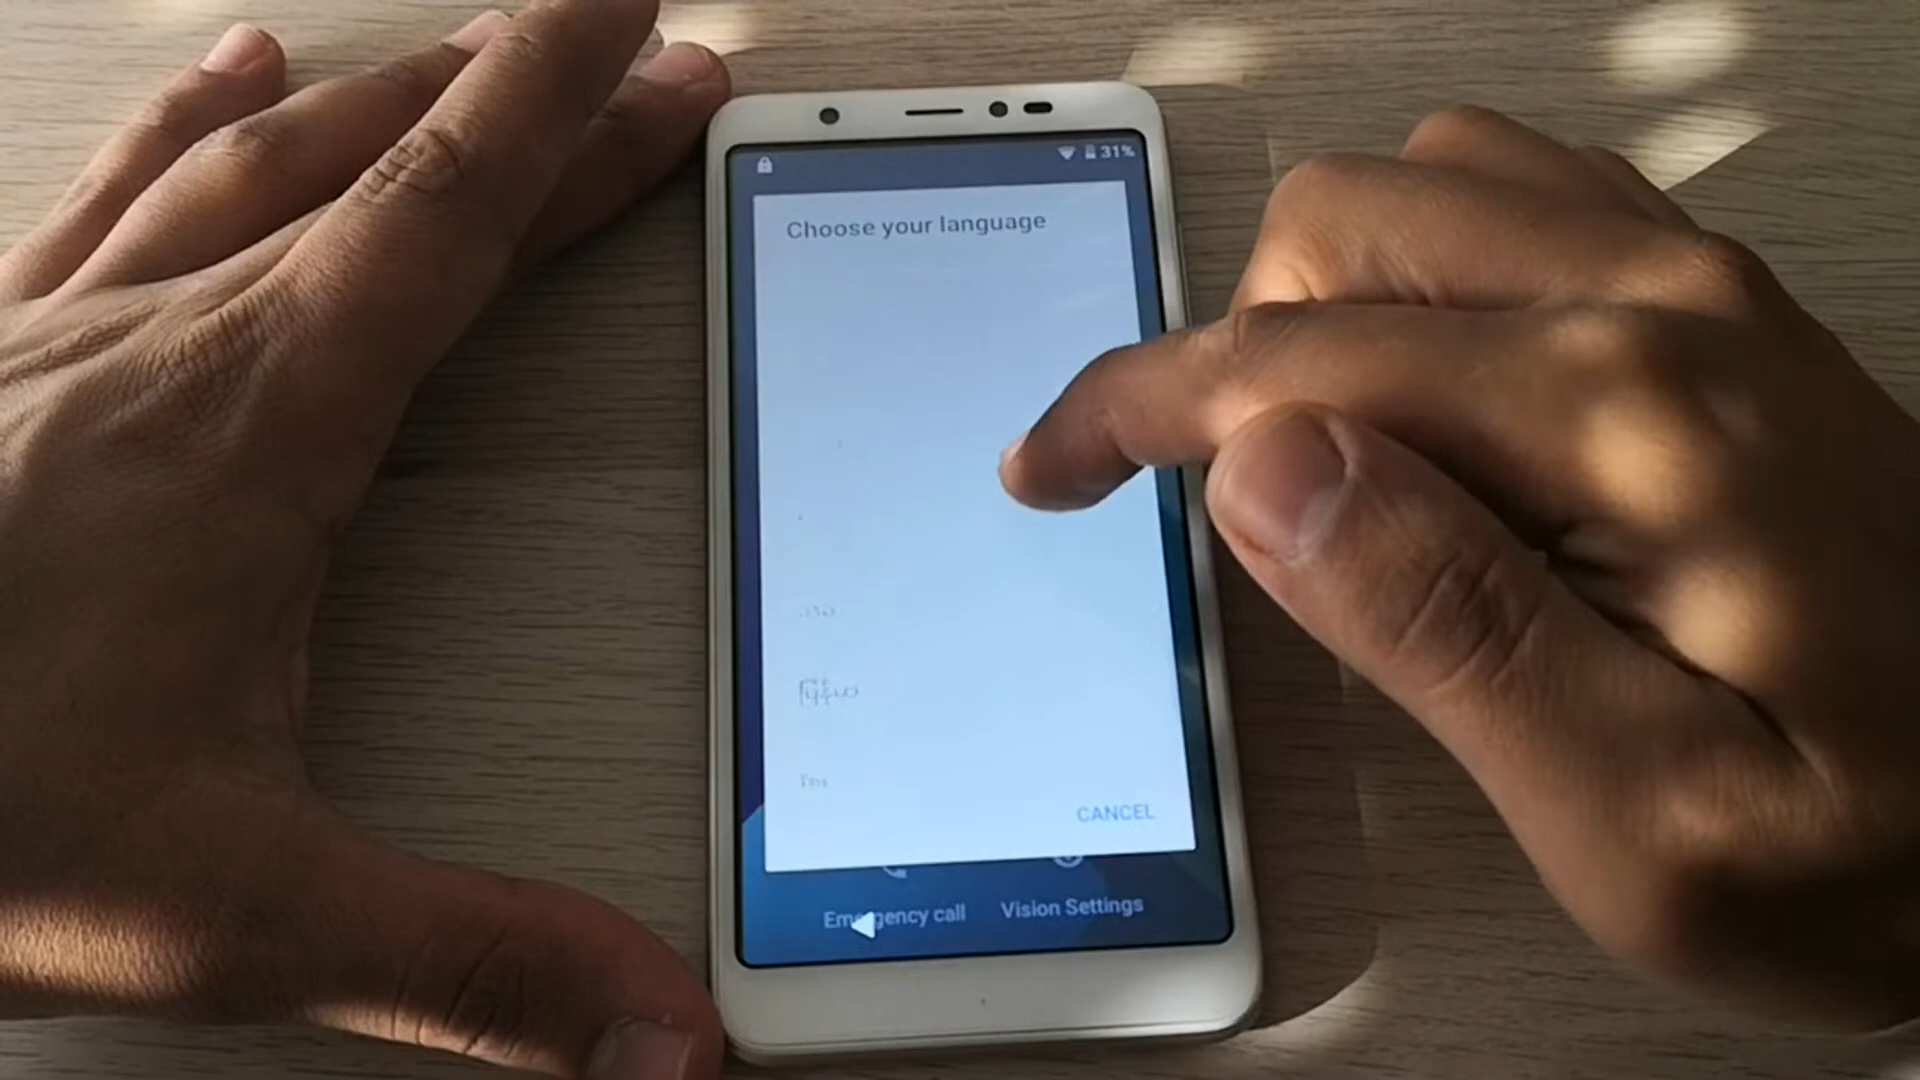 31%
Choose your language
CANCEL
Emergency call
Vision Settings